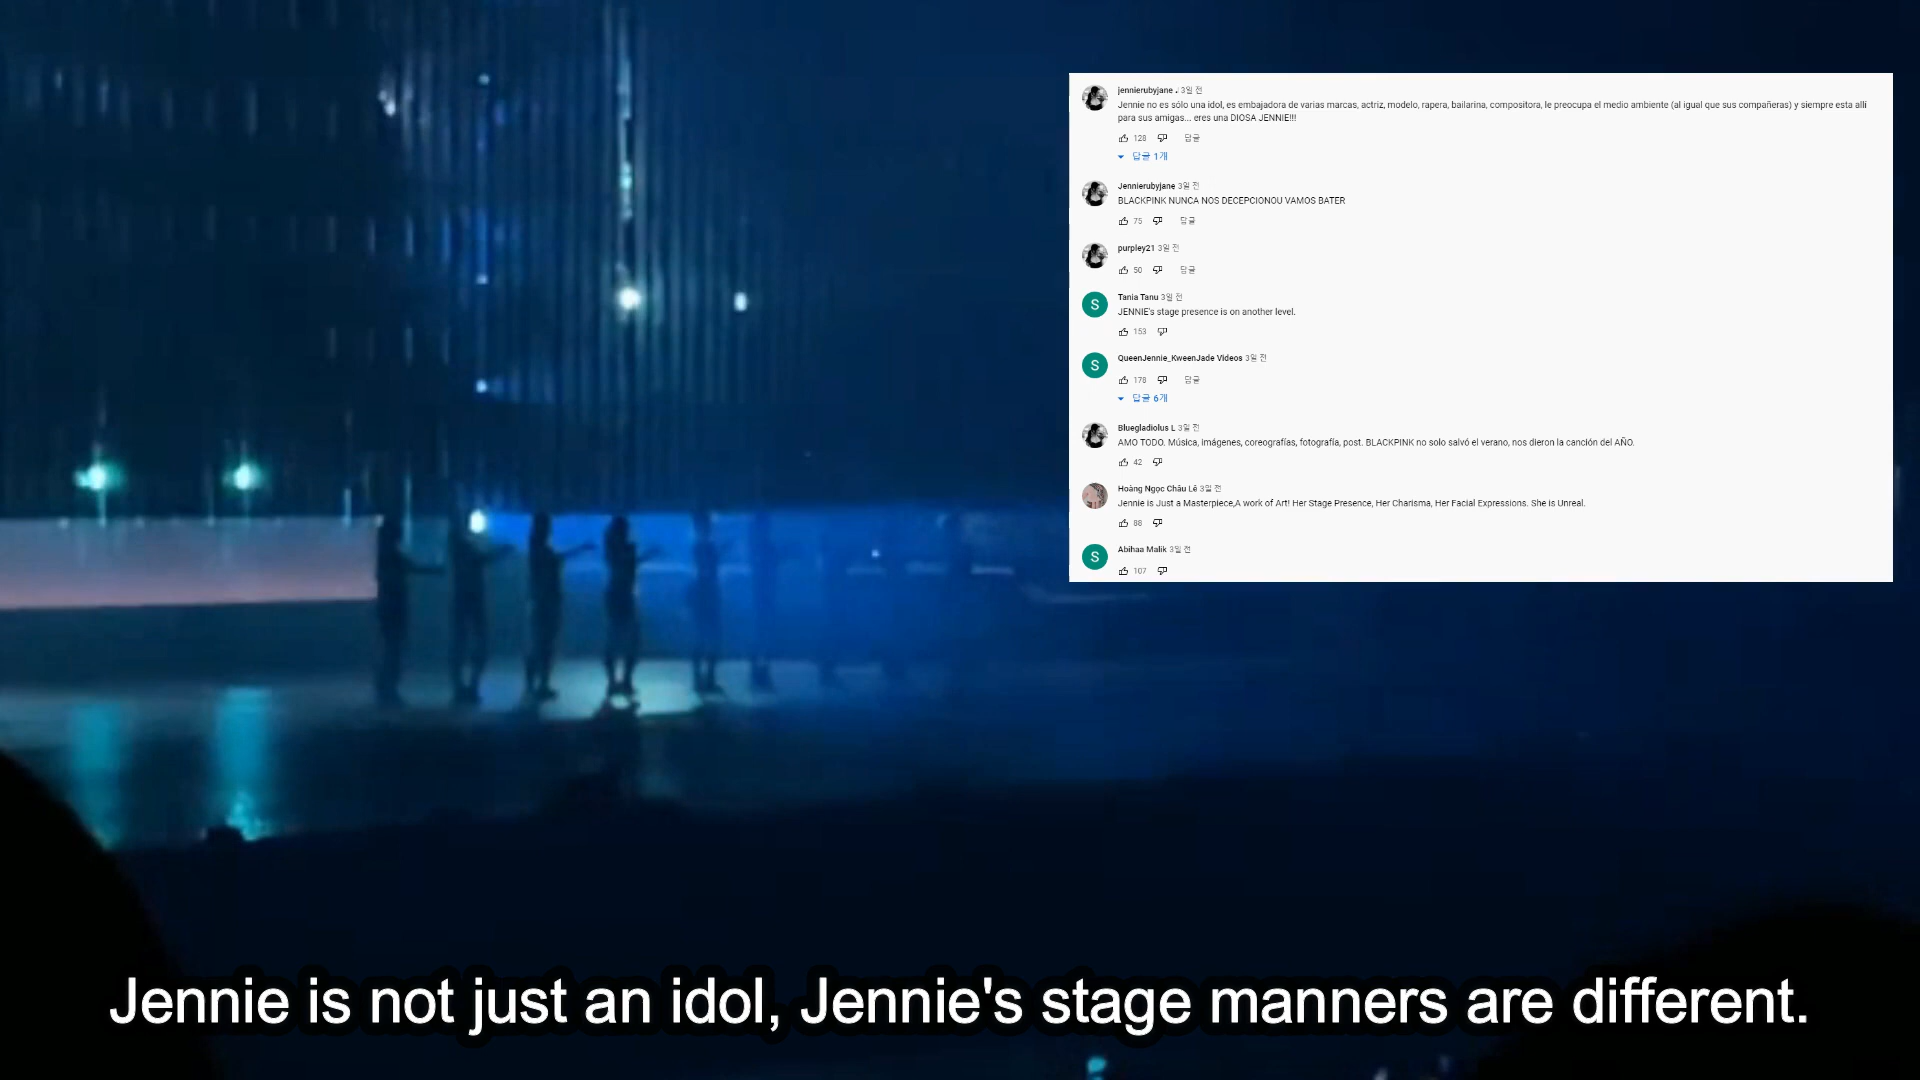 jennierubyjane ♩ 3일 전
Jennie no es sólo una idol, es embajadora de varias marcas, actriz, modelo, rapera, bailarina, compositora, le preocupa el medio ambiente (al igual que sus compañeras) y siempre esta allí
para sus amigas... eres una DIOSA JENNIE!!!
128 답글
답글 1개
Jennierubyjane 3일 전
BLACKPINK NUNCA NOS DECEPCIONOU VAMOS BATER
75 답글
purpley21 3일 전
50 답글
S
Tania Tanu 3일 전
JENNIE's stage presence is on another level.
153
S
QueenJennie_KweenJade Videos 3일 전
178 답글
답글 6개
Bluegladiolus L 3일 전
AMO TODO. Música, imágenes, coreografías, fotografía, post. BLACKPINK no solo salvó el verano, nos dieron la canción del AÑO.
42
Hoàng Ngọc Châu Lê 3일 전
Jennie is Just a Masterpiece,A work of Art! Her Stage Presence, Her Charisma, Her Facial Expressions. She is Unreal.
88
S
Abihaa Malik 3일 전
107
Jennie is not just an idol, Jennie's stage manners are different.